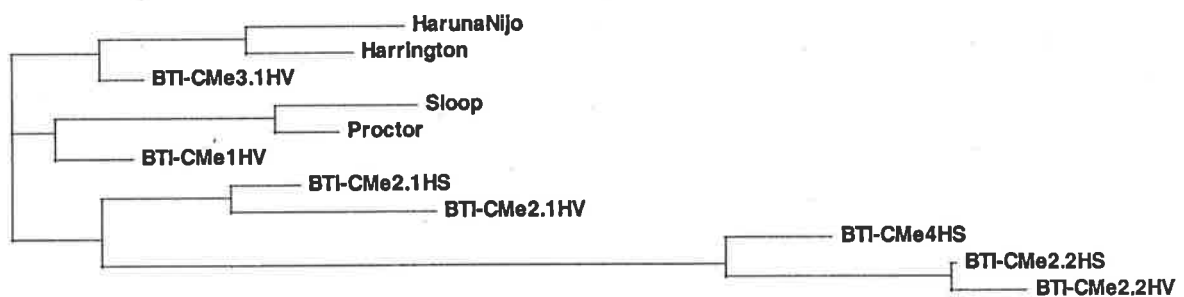 HarunaNijo
Harrington
BTI-CMe3.1HV
Sloop
Proctor
BTI-CMe1HV
BTI-CMe2.1HS
BTI-CMe2.1HV
BTI-CMe4HS
BTI-CMe2.2HS
BTI-CMe2.2HV